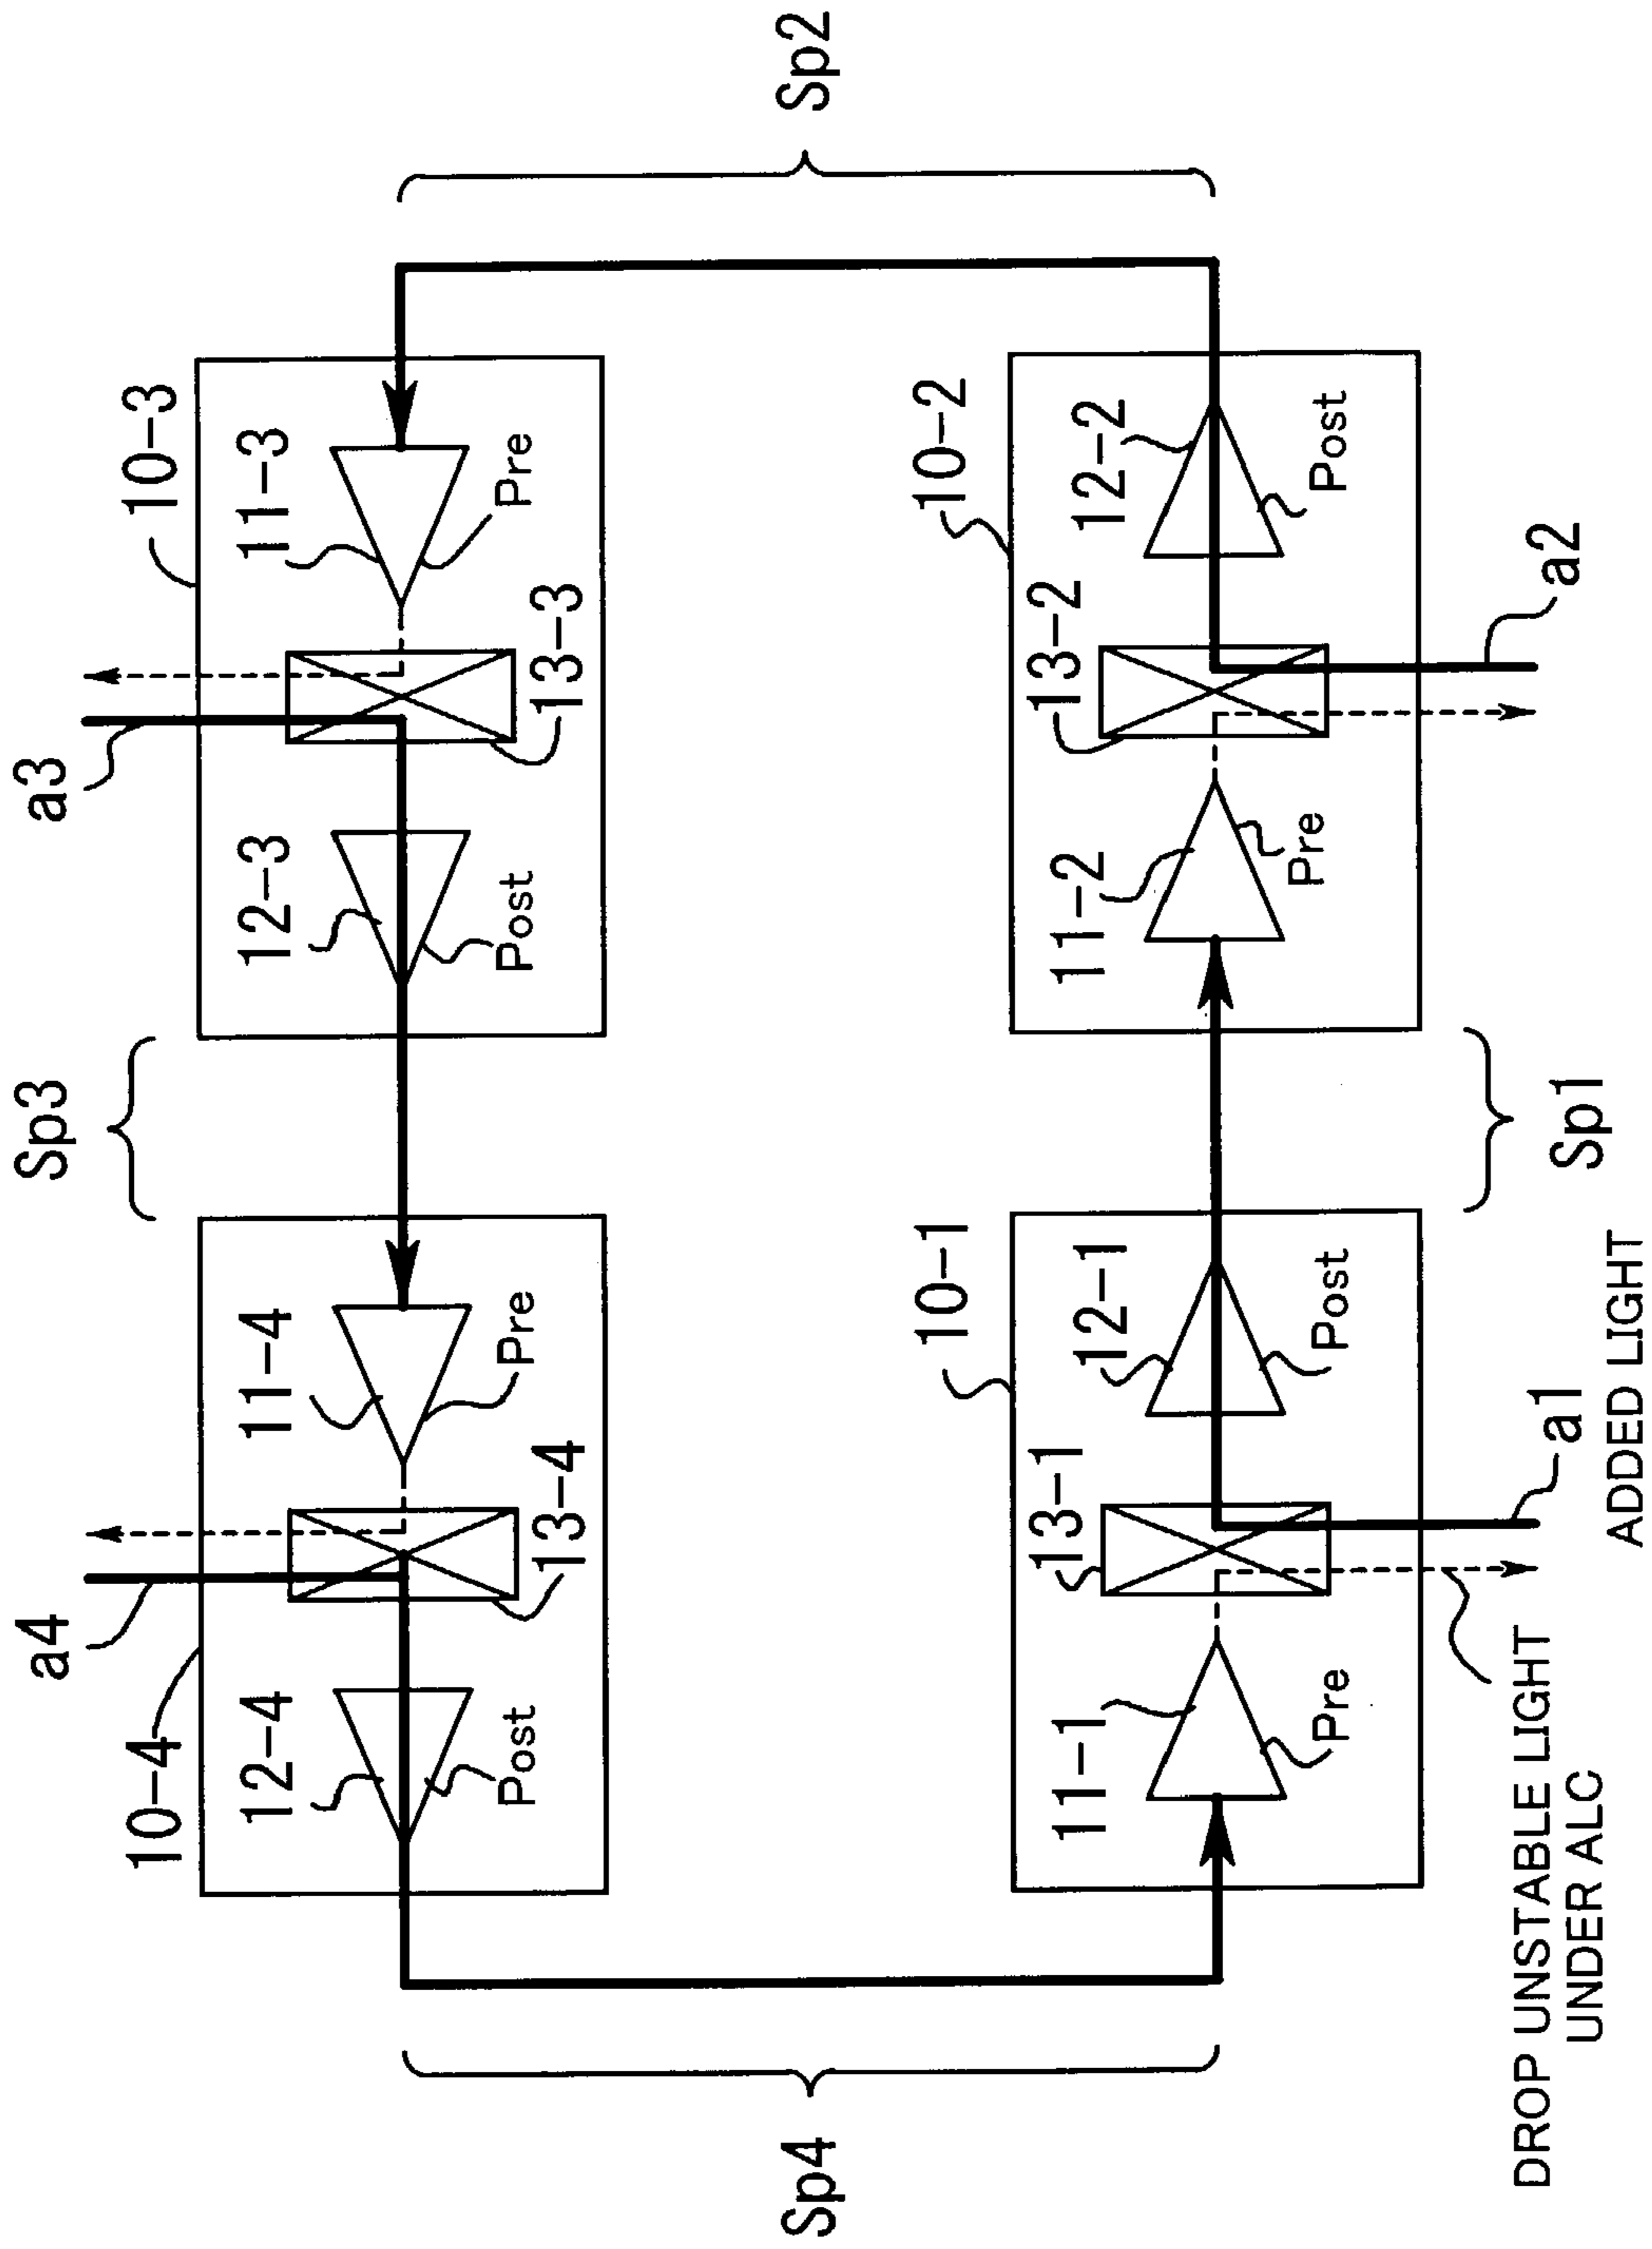 Sp3
Sp2
Sp4
Sp1
a4
10-4
12-4
Post
13-4
11-4
Pre
a3
10-3
12-3
Post
13-3
11-3
Pre
10-1
11-1
Pre
13-1
12-1
Post
a1
ADDED LIGHT
DROP UNSTABLE LIGHT
UNDER ALC
10-2
11-2
Pre
13-2
12-2
Post
a2